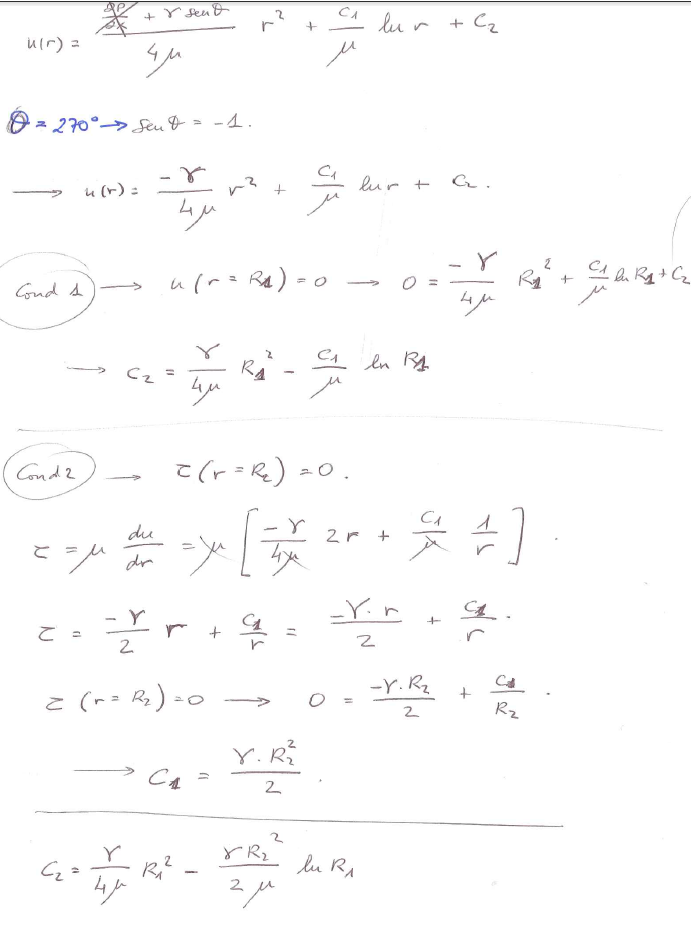 u(r) = (∂p/∂x + γ sen θ)/(4μ) r² + C₁/μ ln r + C₂
θ = 270° → sen θ = -1.
→ u(r) = -γ/(4μ) r² + C₁/μ ln r + C₂.
Cond 1 → u (r = R₁) = 0 → 0 = -γ/(4μ) R₁² + C₁/μ ln R₁ + C₂
→ C₂ = γ/(4μ) R₁² - C₁/μ ln R₁
Cond 2 → τ (r = R₂) = 0.
τ = μ du/dr = μ [ -γ/(4μ) 2r + C₁/μ 1/r ].
τ = -γ/2 r + C₁/r = -γ·r/2 + C₁/r.
τ (r = R₂) = 0 → 0 = -γ·R₂/2 + C₁/R₂.
→ C₁ = γ·R₂²/2.
C₂ = γ/(4μ) R₁² - γR₂²/(2μ) ln R₁